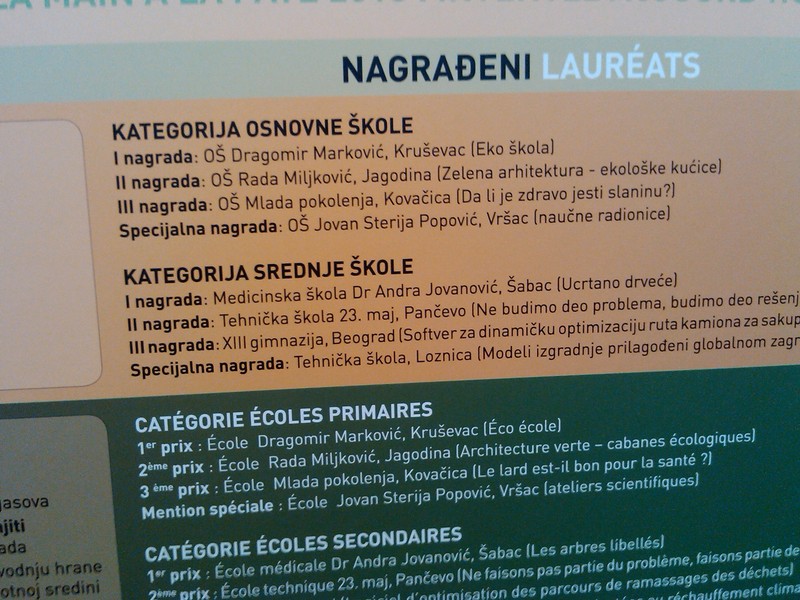 NAGRAĐENI LAURÉATS
KATEGORIJA OSNOVNE ŠKOLE
I nagrada: OŠ Dragomir Marković, Kruševac (Eko škola)
II nagrada: OŠ Rada Miljković, Jagodina (Zelena arhitektura - ekološke kućice)
III nagrada: OŠ Mlada pokolenja, Kovačica (Da li je zdravo jesti slaninu?)
Specijalna nagrada: OŠ Jovan Sterija Popović, Vršac (naučne radionice)
KATEGORIJA SREDNJE ŠKOLE
I nagrada: Medicinska škola Dr Andra Jovanović, Šabac (Ucrtano drveće)
II nagrada: Tehnička škola 23. maj, Pančevo (Ne budimo deo problema, budimo deo rešenj
III nagrada: XIII gimnazija, Beograd (Softver za dinamičku optimizaciju ruta kamiona za sakup
Specijalna nagrada: Tehnička škola, Loznica (Modeli izgradnje prilagođeni globalnom zagr
jasova
ajiti
ada
vodnju hrane
otnoj sredini
CATÉGORIE ÉCOLES PRIMAIRES
1er prix : École Dragomir Marković, Kruševac (Éco école)
2ème prix : École Rada Miljković, Jagodina (Architecture verte – cabanes écologiques)
3 ème prix : École Mlada pokolenja, Kovačica (Le lard est-il bon pour la santé ?)
Mention spéciale : École Jovan Sterija Popović, Vršac (ateliers scientifiques)
CATÉGORIE ÉCOLES SECONDAIRES
1er prix : École médicale Dr Andra Jovanović, Šabac (Les arbres libellés)
2ème prix : École technique 23. maj, Pančevo (Ne faisons pas partie du problème, faisons partie de
d'optimisation des parcours de ramassages des déchets)
réchauffement clima